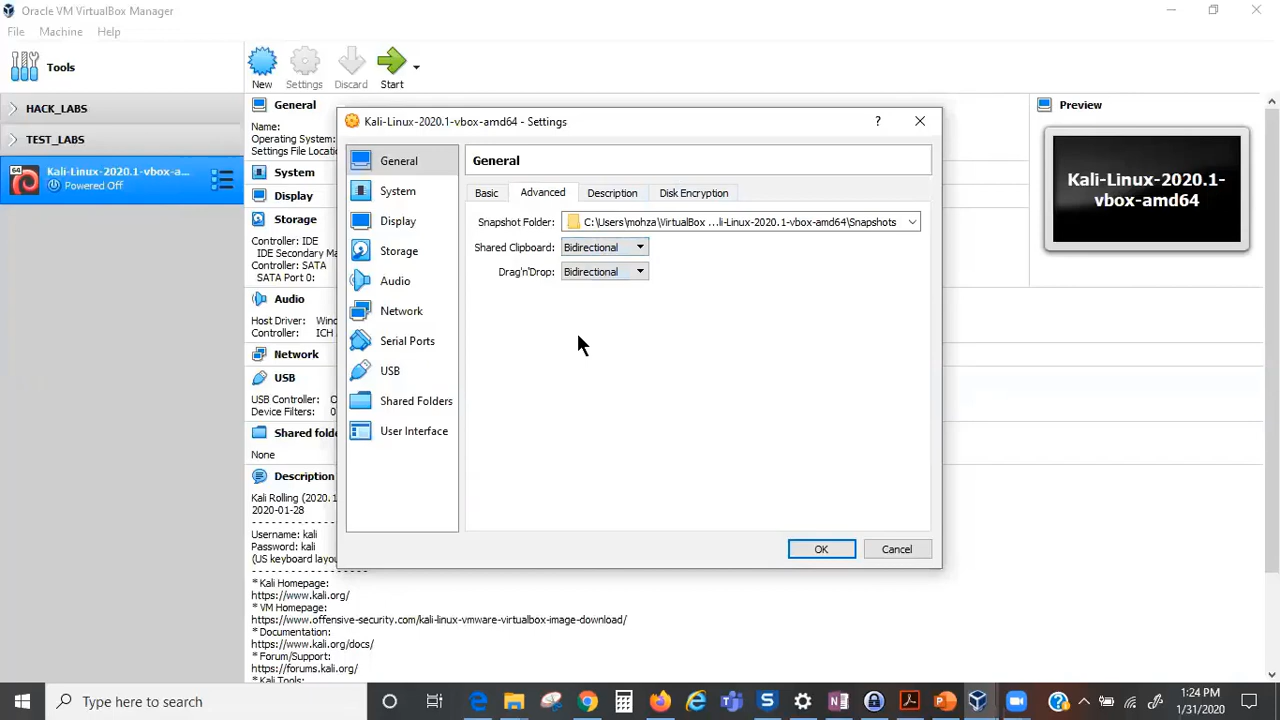 Oracle VM VirtualBox Manager
File Machine Help
Tools
New
Settings
Discard
Start
HACK_LABS
TEST_LABS
64
Kali-Linux-2020.1-vbox-a...
Powered Off
General
Name:
Operating System:
Settings File Locati
System
Display
Storage
Controller: IDE
IDE Secondary M
Controller: SATA
SATA Port 0:
Audio
Host Driver: Wind
Controller: ICH
Network
USB
USB Controller: O
Device Filters: 0
Shared folde
None
Description
Kali Rolling (2020.1
2020-01-28
Username: kali
Password: kali
(US keyboard layou
* Kali Homepage:
https://www.kali.org/
* VM Homepage:
https://www.offensive-security.com/kali-linux-vmware-virtualbox-image-download/
* Documentation:
https://www.kali.org/docs/
* Forum/Support:
https://forums.kali.org/
* Kali Tools:
Preview
Kali-Linux-2020.1-
vbox-amd64
Kali-Linux-2020.1-vbox-amd64 - Settings
?
General
System
Display
Storage
Audio
Network
Serial Ports
USB
Shared Folders
User Interface
General
Basic Advanced Description Disk Encryption
Snapshot Folder: C:\Users\mohza\VirtualBox ...li-Linux-2020.1-vbox-amd64\Snapshots
Shared Clipboard: Bidirectional
Drag'n'Drop: Bidirectional
OK Cancel
Type here to search
1:24 PM
1/31/2020